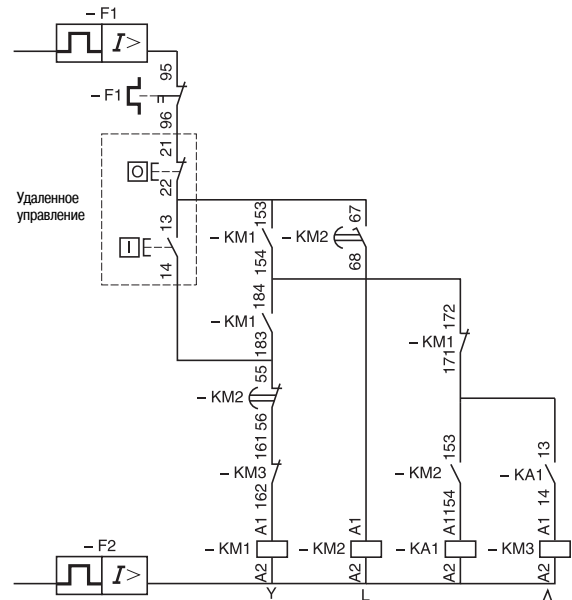 – F1
I >
95
– F1
96
21
O
22
Удаленное
управление
13
I
14
153
– KM1
154
67
– KM2
68
184
– KM1
183
172
– KM1
171
55
– KM2
56
161
– KM3
162
153
– KM2
154
13
– KA1
14
A1
– KM1
A2
A1
– KM2
A2
A1
– KA1
A2
A1
– KM3
A2
– F2
I >
Y
L
Δ